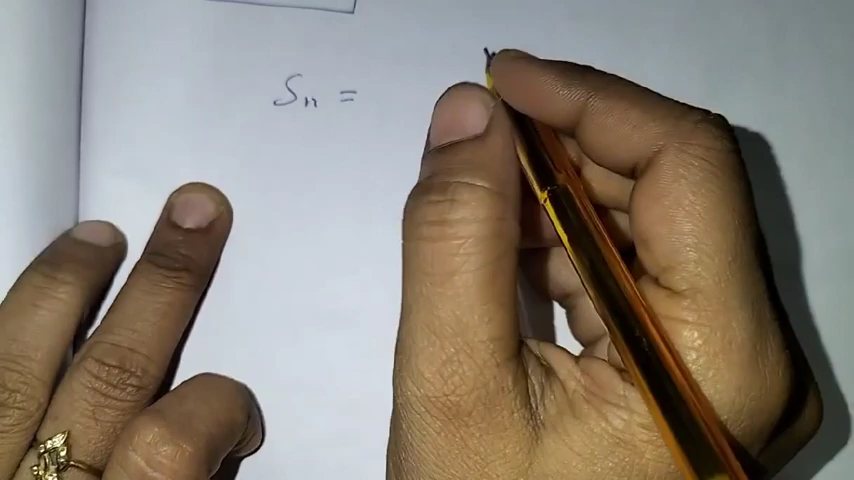 Sn =